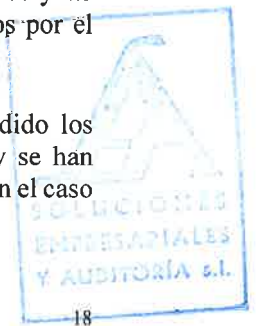 os por el
dido los
y se han
n el caso
SOLUCIONES
EMPRESARIALES
Y AUDITORÍA s.l.
18